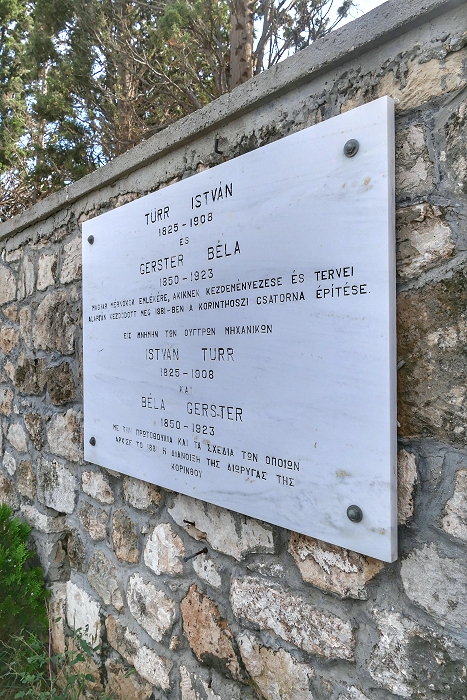 TÜRR ISTVÁN
1825 - 1908
ÉS
GERSTER BÉLA
1850 - 1923
MAGYAR MÉRNÖKÖK EMLÉKÉRE, AKIKNEK KEZDEMÉNYEZÉSE ÉS TERVEI
ALAPJÁN KEZDŐDÖTT MEG 1881-BEN A KORINTHOSZI CSATORNA ÉPÍTÉSE.
ΕΙΣ ΜΝΗΜΗΝ ΤΩΝ ΟΥΓΓΡΩΝ ΜΗΧΑΝΙΚΩΝ
ISTVÁN TÜRR
1825 - 1908
ΚΑΙ
BÉLA GERSTER
1850 - 1923
ΜΕ ΤΗΝ ΠΡΩΤΟΒΟΥΛΙΑ ΚΑΙ ΤΑ ΣΧΕΔΙΑ ΤΩΝ ΟΠΟΙΩΝ
ΑΡΧΙΣΕ ΤΟ 1881 Η ΔΙΑΝΟΙΞΗ ΤΗΣ ΔΙΩΡΥΓΑΣ ΤΗΣ
ΚΟΡΙΝΘΟΥ